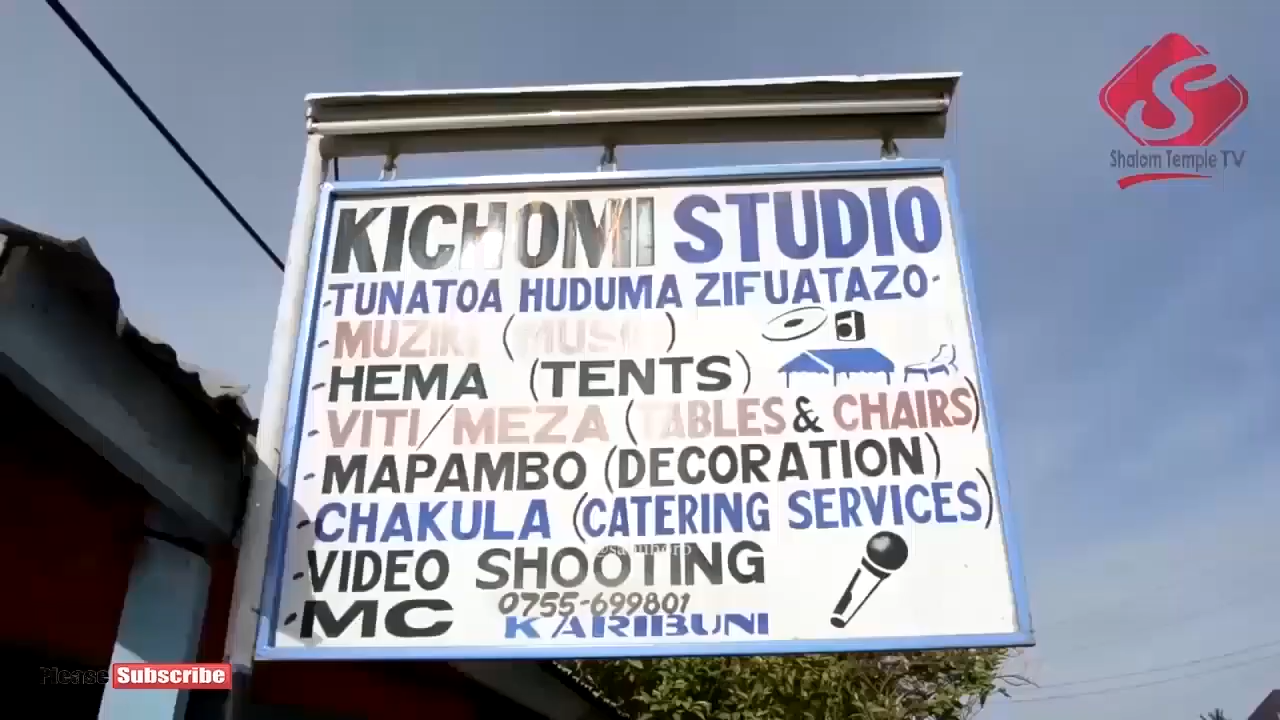 Shalom Temple TV
KICHOMI STUDIO
-TUNATOA HUDUMA ZIFUATAZO-
-MUZIKI (MUSIC)
-HEMA (TENTS)
-VITI/MEZA (TABLES & CHAIRS)
-MAPAMBO (DECORATION)
-CHAKULA (CATERING SERVICES)
-VIDEO SHOOTING
-MC 0755-699801
KARIBUNI
Please Subscribe